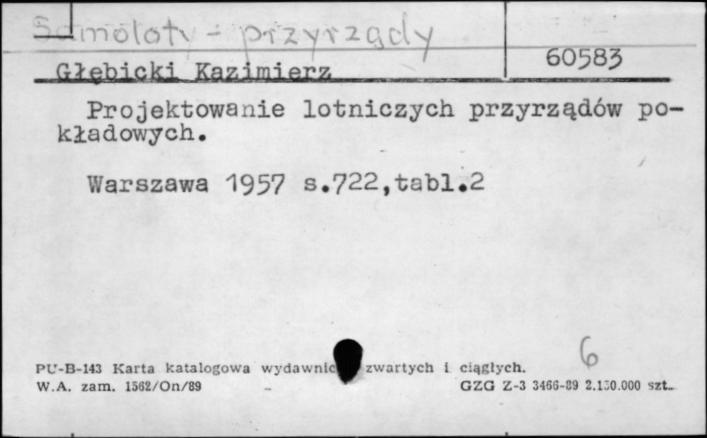 Samoloty - przyrządy
60583
Głębicki Kazimierz
Projektowanie lotniczych przyrządów po-
kładowych.
Warszawa 1957 s.722,tabl.2
6
PU-B-143 Karta katalogowa wydawnic zwartych i ciągłych.
W.A. zam. 1562/On/89 GZG Z-3 3466-89 2.130.000 szt.